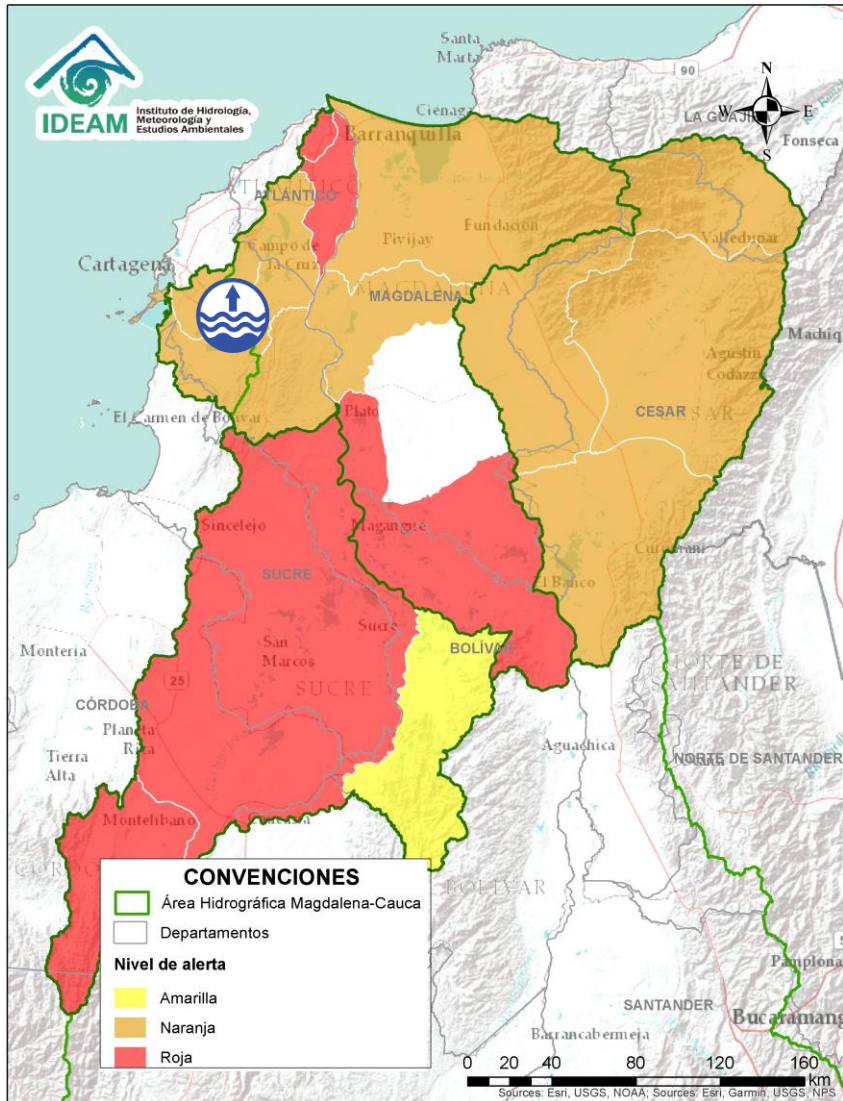 Santa
Marta
90
N
W
E
S
IDEAM
Instituto de Hidrología,
Meteorología y
Estudios Ambientales
Ciénaga
LA GUAJIRA
Fonseca
Barranquilla
ATLÁNTICO
ATLÁNTICO
Fundación
Valledupar
Cartagena
Campo de
la Cruz
Pivijay
MAGDALENA
MAGDALENA
Agustín
Codazzi
El Carmen de Bolívar
Plato
CESAR
CESAR
Sincelejo
Magangué
SUCRE
El Banco
Sucre
San
Marcos
BOLÍVAR
Montería
SUCRE
25
NORTE DE
SANTANDER
CÓRDOBA
Planeta
Rica
Tierra
Alta
Aguachica
NORTE DE SANTANDER
Montelíbano
BOLÍVAR
CONVENCIONES
Área Hidrográfica Magdalena-Cauca
Departamentos
Nivel de alerta
Amarilla
Naranja
Roja
Pamplona
SANTANDER
Bucaramang
Barrancabermeja
0 20 40 80 120 160
km
Sources: Esri, USGS, NOAA; Sources: Esri, Garmin, USGS, NPS